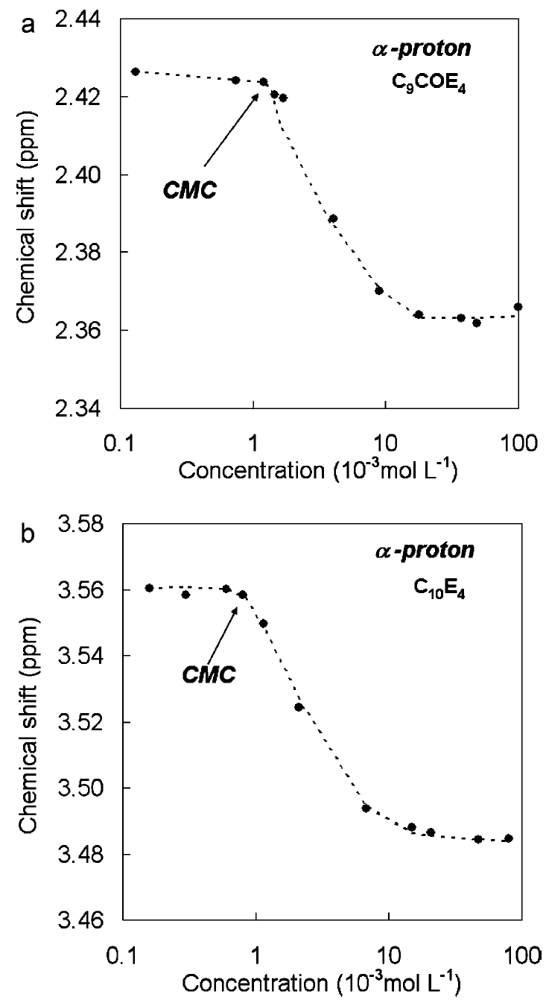 a
2.44
α-proton
C₉COE₄
2.42
CMC
2.40
2.38
2.36
2.34
Chemical shift (ppm)
0.1 1 10 100
Concentration (10⁻³mol L⁻¹)
b
3.58
α-proton
C₁₀E₄
3.56
3.54
CMC
3.52
3.50
3.48
3.46
Chemical shift (ppm)
0.1 1 10 100
Concentration (10⁻³mol L⁻¹)